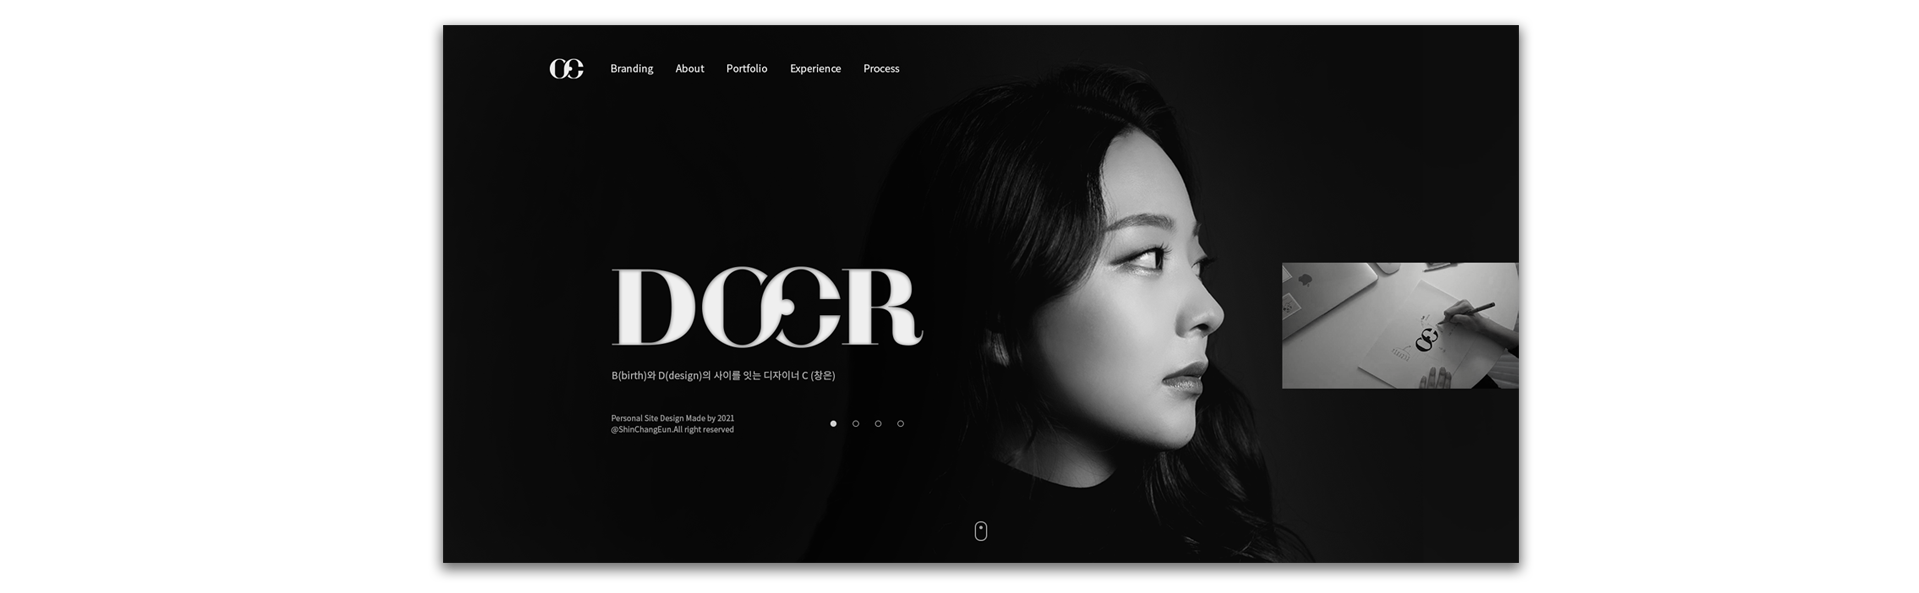 Branding About Portfolio Experience Process
DOOR
B(birth)와 D(design)의 사이를 잇는 디자이너 C (창은)
Personal Site Design Made by 2021
@ShinChangEun.All right reserved